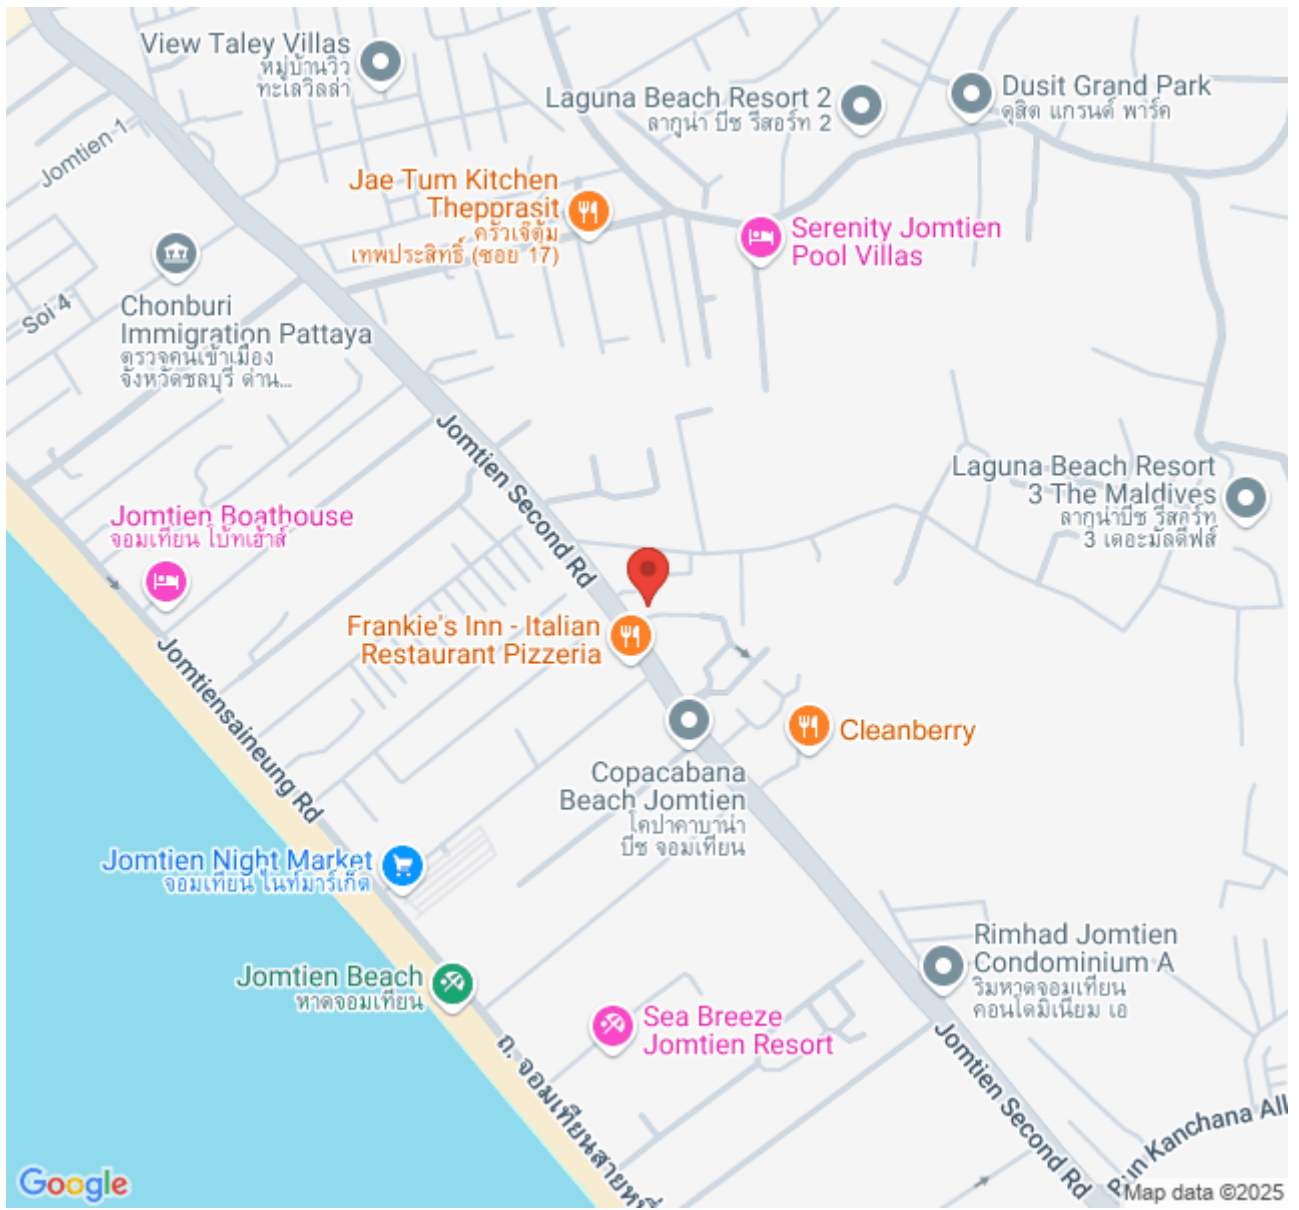 View Taley Villas
หมู่บ้านวิว
ทะเลวิลล่า
Laguna Beach Resort 2
ลากูน่า บีช รีสอร์ท 2
Dusit Grand Park
ดุสิต แกรนด์ พาร์ค
Jomtien 1
Jae Tum Kitchen
Thepprasit
ครัวเจ๊ตุ้ม
เทพประสิทธิ์ (ซอย 17)
Serenity Jomtien
Pool Villas
Soi 4
Chonburi
Immigration Pattaya
ตรวจคนเข้าเมือง
จังหวัดชลบุรี ด่าน...
Jomtien Second Rd
Laguna Beach Resort
3 The Maldives
ลากูน่าบีช รีสอร์ท
3 เดอะมัลดีฟส์
Jomtien Boathouse
จอมเทียน โบ้ทเฮ้าส์
Frankie's Inn - Italian
Restaurant Pizzeria
Jomtiensaineung Rd
Cleanberry
Copacabana
Beach Jomtien
โคปาคาบาน่า
บีช จอมเทียน
Jomtien Night Market
จอมเทียน ไนท์มาร์เก็ต
Rimhad Jomtien
Condominium A
ริมหาดจอมเทียน
คอนโดมิเนียม เอ
Jomtien Beach
หาดจอมเทียน
Sea Breeze
Jomtien Resort
ถ. จอมเทียนสายหนึ่
Jomtien Second Rd
Pun Kanchana All
Google
Map data ©2025